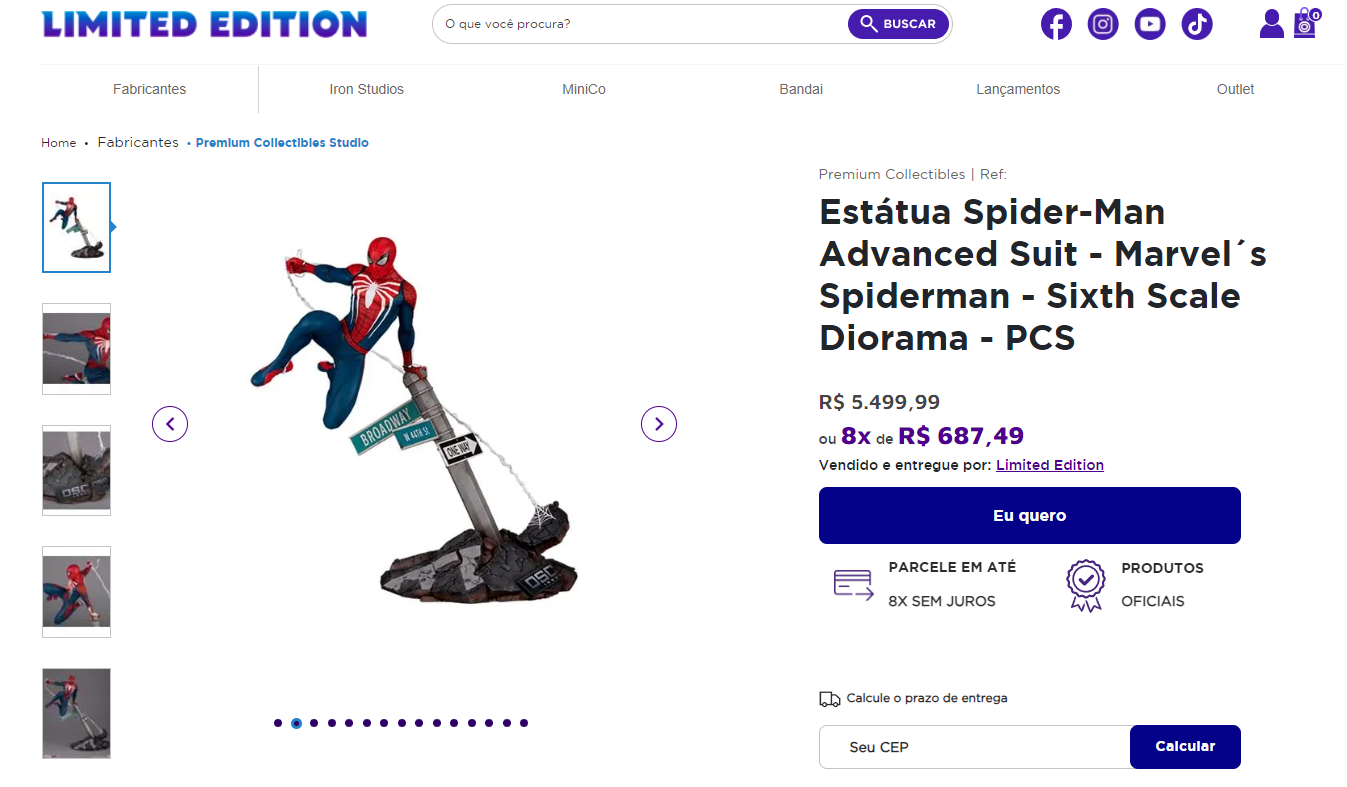 LIMITED EDITION
O que você procura?
BUSCAR
0
Fabricantes
Iron Studios
MiniCo
Bandai
Lançamentos
Outlet
Home • Fabricantes • Premium Collectibles Studio
Premium Collectibles | Ref:
Estátua Spider-Man
Advanced Suit - Marvel´s
Spiderman - Sixth Scale
Diorama - PCS
BROADWAY
W 44TH ST
ONE WAY
OSC
R$ 5.499,99
ou 8x de R$ 687,49
Vendido e entregue por: Limited Edition
Eu quero
PARCELE EM ATÉ
8X SEM JUROS
PRODUTOS
OFICIAIS
Calcule o prazo de entrega
Seu CEP
Calcular